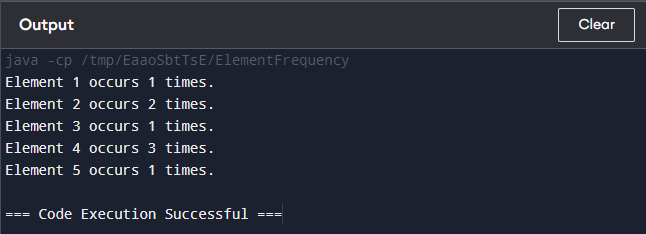 Output
Clear
java -cp /tmp/EaaoSbtTsE/ElementFrequency
Element 1 occurs 1 times.
Element 2 occurs 2 times.
Element 3 occurs 1 times.
Element 4 occurs 3 times.
Element 5 occurs 1 times.
=== Code Execution Successful ===